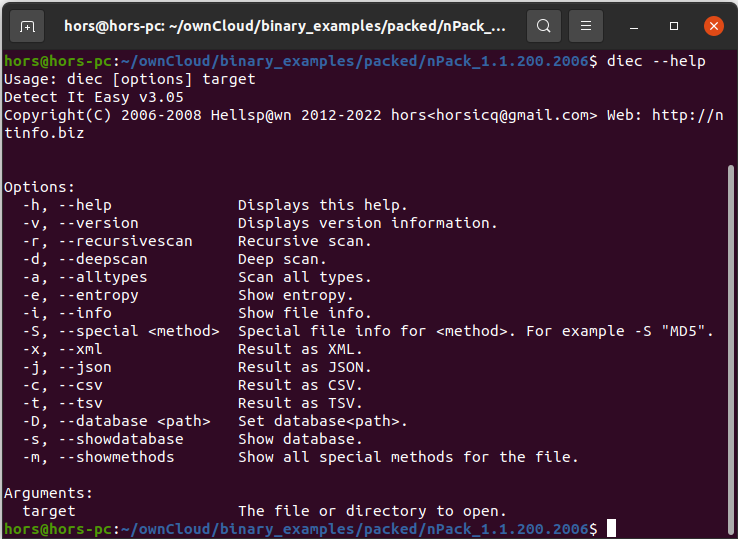 hors@hors-pc: ~/ownCloud/binary_examples/packed/nPack_...
hors@hors-pc:~/ownCloud/binary_examples/packed/nPack_1.1.200.2006$ diec --help
Usage: diec [options] target
Detect It Easy v3.05
Copyright(C) 2006-2008 Hellsp@wn 2012-2022 hors<horsicq@gmail.com> Web: http://n
tinfo.biz
Options:
-h, --help Displays this help.
-v, --version Displays version information.
-r, --recursivescan Recursive scan.
-d, --deepscan Deep scan.
-a, --alltypes Scan all types.
-e, --entropy Show entropy.
-i, --info Show file info.
-S, --special <method> Special file info for <method>. For example -S "MD5".
-x, --xml Result as XML.
-j, --json Result as JSON.
-c, --csv Result as CSV.
-t, --tsv Result as TSV.
-D, --database <path> Set database<path>.
-s, --showdatabase Show database.
-m, --showmethods Show all special methods for the file.
Arguments:
target The file or directory to open.
hors@hors-pc:~/ownCloud/binary_examples/packed/nPack_1.1.200.2006$